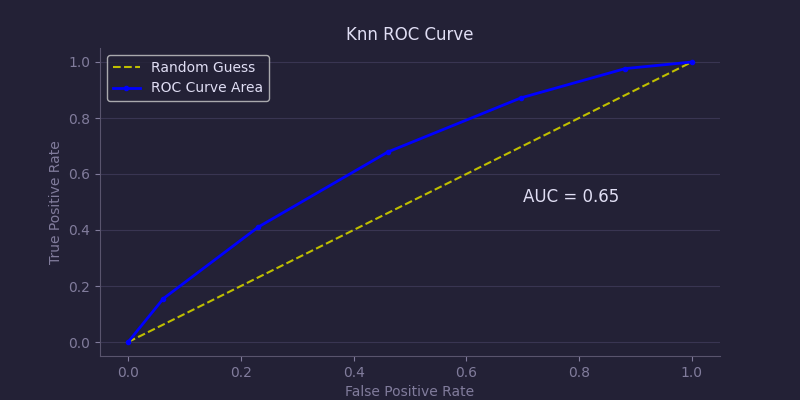 Knn ROC Curve
Random Guess
ROC Curve Area
1.0
0.8
0.6
0.4
0.2
0.0
True Positive Rate
AUC = 0.65
0.0 0.2 0.4 0.6 0.8 1.0
False Positive Rate